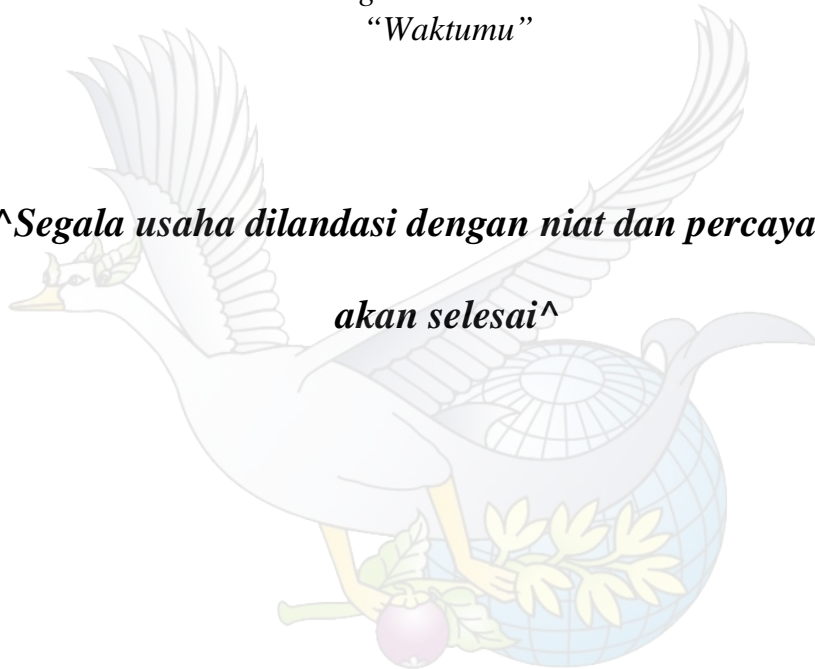 “Waktumu”
^Segala usaha dilandasi dengan niat dan percaya
akan selesai^